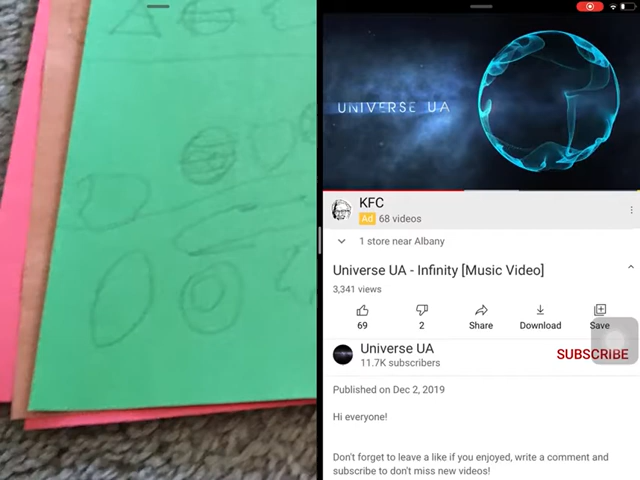 UNIVERSE UA
KFC
Ad 68 videos
1 store near Albany
Universe UA - Infinity [Music Video]
3,341 views
69 2 Share Download Save
Universe UA
11.7K subscribers
SUBSCRIBE
Published on Dec 2, 2019
Hi everyone!
Don't forget to leave a like if you enjoyed, write a comment and
subscribe to don't miss new videos!